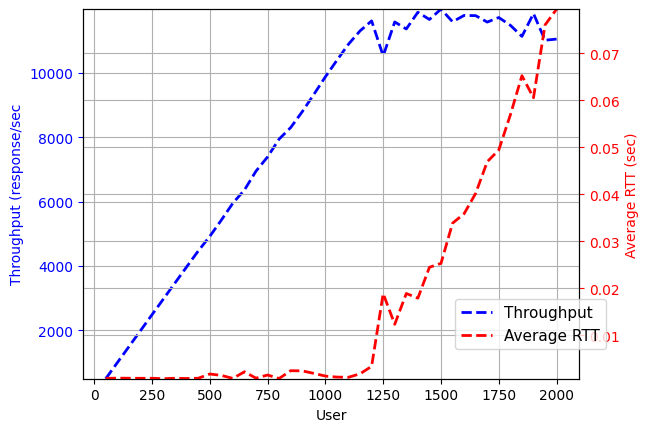 10000
8000
6000
4000
2000
Throughput (response/sec
0.07
0.06
0.05
0.04
0.03
0.02
0.01
Average RTT (sec)
Throughput
Average RTT
0 250 500 750 1000 1250 1500 1750 2000
User